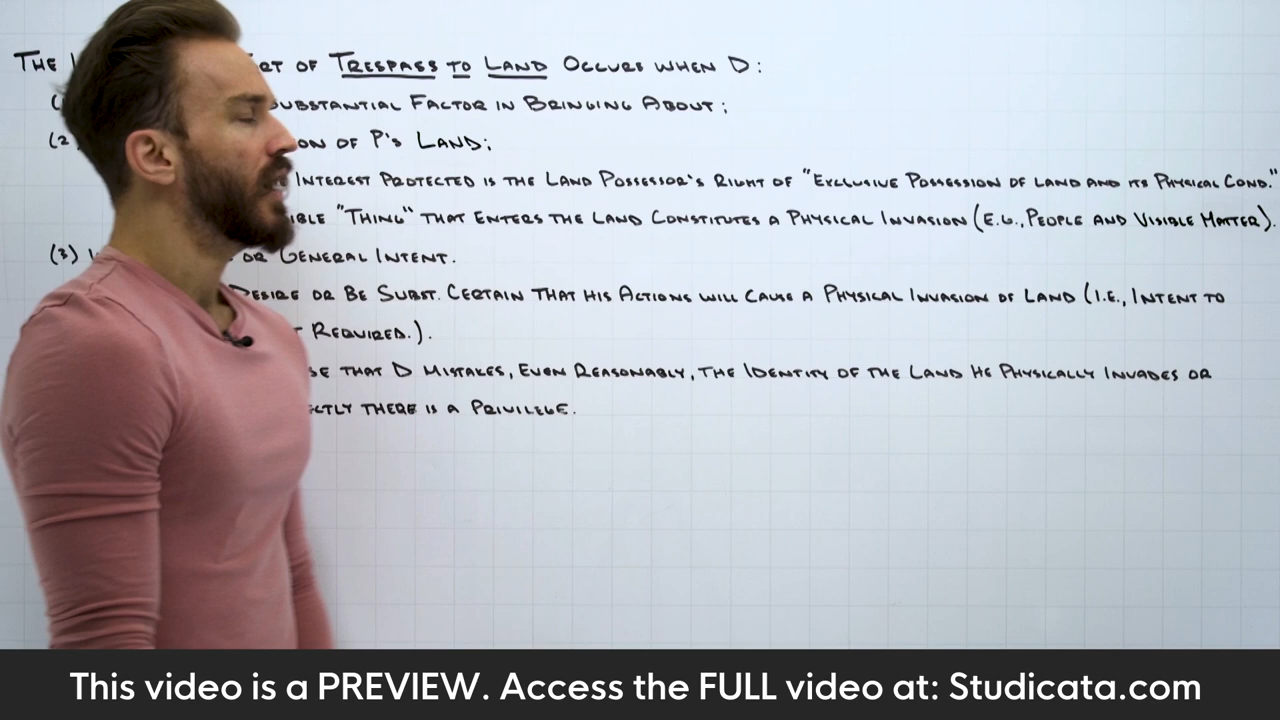 THE OF TRESPASS TO LAND OCCURS WHEN D:
SUBSTANTIAL FACTOR IN BRINGING ABOUT;
(2 OF P'S LAND;
INTEREST PROTECTED IS THE LAND POSSESSOR'S RIGHT OF "EXCLUSIVE POSSESSION OF LAND AND ITS PHYSICAL COND."
"THING" THAT ENTERS THE LAND CONSTITUTES A PHYSICAL INVASION (E.G., PEOPLE AND VISIBLE MATTER).
(3) OR GENERAL INTENT.
DESIRE OR BE SUBST. CERTAIN THAT HIS ACTIONS WILL CAUSE A PHYSICAL INVASION OF LAND (I.E., INTENT TO
REQUIRED.).
THAT D MISTAKES, EVEN REASONABLY, THE IDENTITY OF THE LAND HE PHYSICALLY INVADES OR
THERE IS A PRIVILEGE.
This video is a PREVIEW. Access the FULL video at: Studicata.com